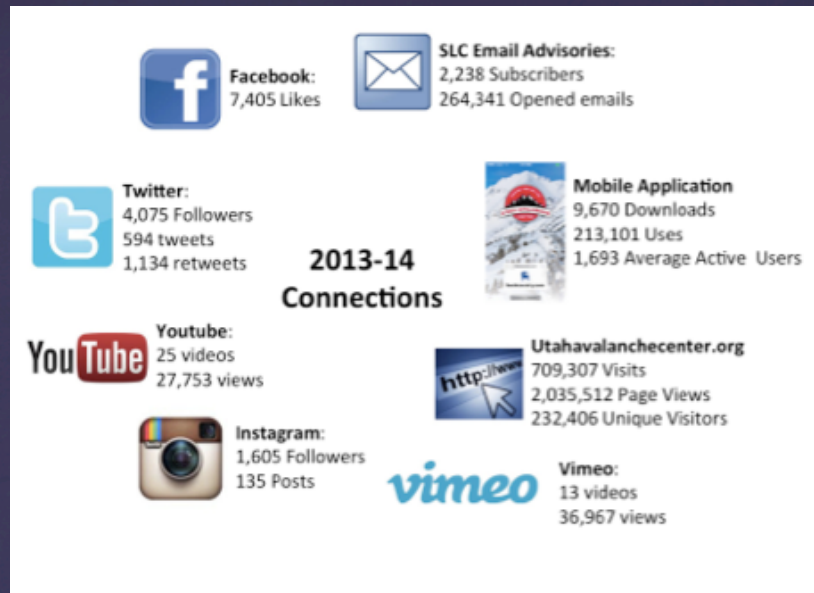 Facebook:
7,405 Likes
SLC Email Advisories:
2,238 Subscribers
264,341 Opened emails
Twitter:
4,075 Followers
594 tweets
1,134 retweets
Mobile Application
9,670 Downloads
213,101 Uses
1,693 Average Active Users
2013-14
Connections
YouTube
Youtube:
25 videos
27,753 views
http://www
Utahavalanchecenter.org
709,307 Visits
2,035,512 Page Views
232,406 Unique Visitors
Instagram:
1,605 Followers
135 Posts
vimeo
Vimeo:
13 videos
36,967 views